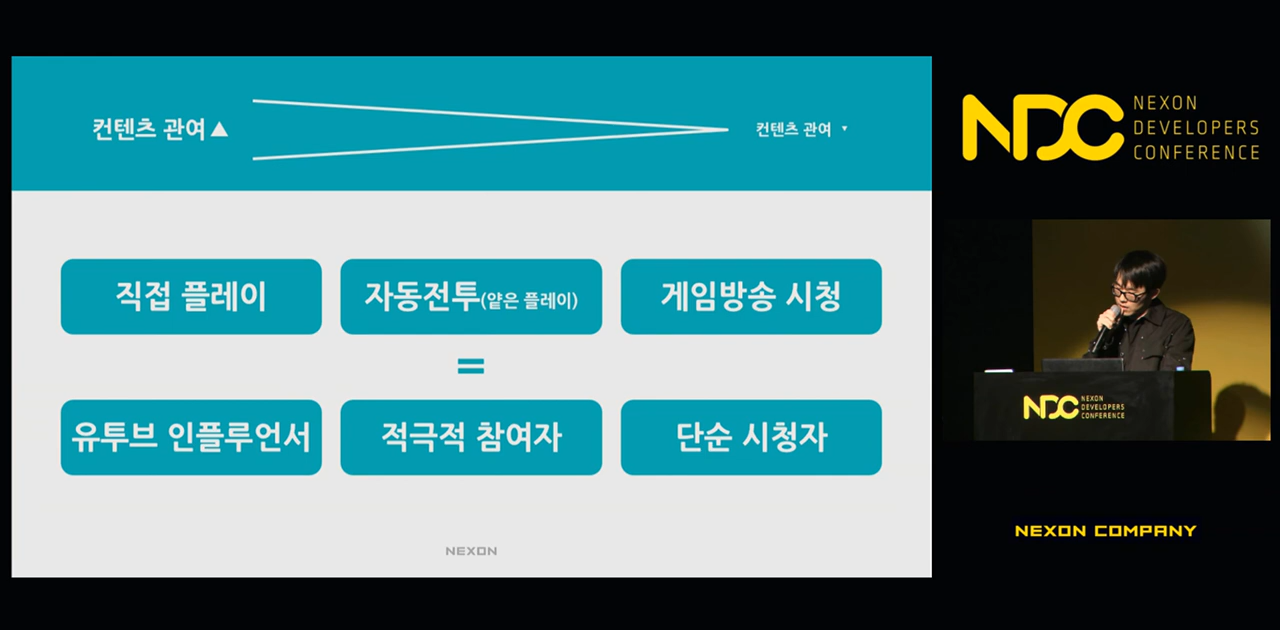 컨텐츠 관여▲
컨텐츠 관여 ▼
직접 플레이
자동전투(얕은 플레이)
게임방송 시청
=
유투브 인플루언서
적극적 참여자
단순 시청자
NEXON
NDC
NEXON
DEVELOPERS
CONFERENCE
NDC
NEXON
DEVELOPERS
CONFERENCE
NEXON COMPANY